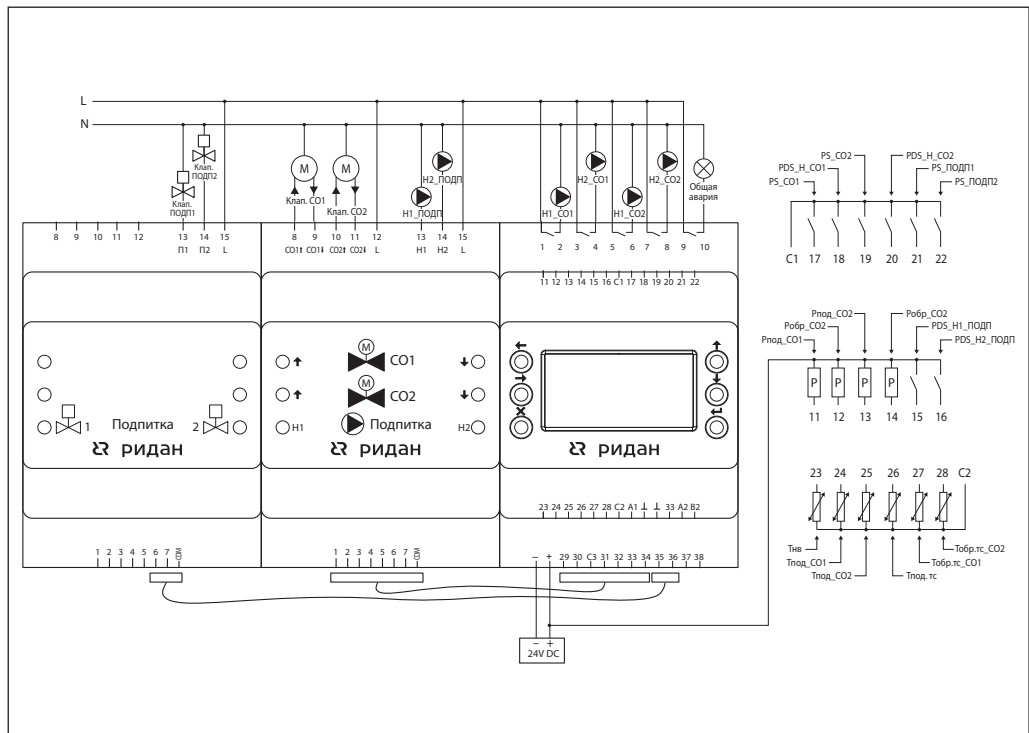 L
N
Клап. ПОДП1
Клап. ПОДП2
M
M
Клап. СО1
Клап. СО2
Н1_ПОДП
Н2_ПОДП
Н1_СО1
Н2_СО1
Н1_СО2
Н2_СО2
Общая авария
8 9 10 11 12 13 14 15
П1 П2 L
8 9 10 11 12 13 14 15
СО1⬆ СО1⬇ СО2⬆ СО2⬇ L Н1 Н2 L
1 2 3 4 5 6 7 8 9 10
11 12 13 14 15 16 C1 17 18 19 20 21 22
1 Подпитка 2
ридан
M СО1
M СО2
Н1 Подпитка Н2
ридан
ридан
23 24 25 26 27 28 C2 A1 ⊥ ⊥ 33 A2 B2
1 2 3 4 5 6 7 COM
1 2 3 4 5 6 7 COM
– + 29 30 C3 31 32 33 34 35 36 37 38
– +
24V DC
PS_CO2
PDS_H_CO2
PDS_H_CO1
PS_ПОДП1
PS_CO1
PS_ПОДП2
C1 17 18 19 20 21 22
Рпод_СО2
Робр_СО2
Робр_СО2
PDS_H1_ПОДП
Рпод_СО1
PDS_H2_ПОДП
P P P P
11 12 13 14 15 16
23 24 25 26 27 28 C2
Тнв
Тобр.тс_СО2
Тпод_СО1
Тобр.тс_СО1
Тпод_СО2
Тпод. тс